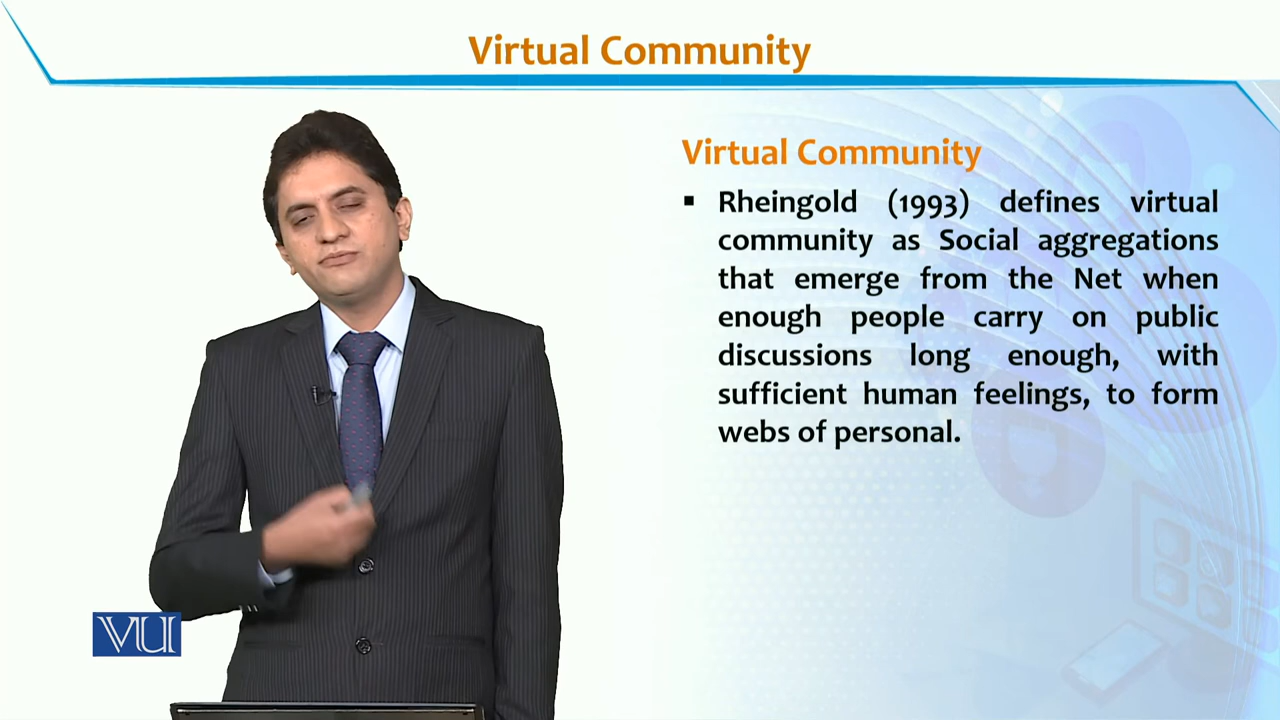 Virtual Community
Virtual Community
▪ Rheingold (1993) defines virtual
community as Social aggregations
that emerge from the Net when
enough people carry on public
discussions long enough, with
sufficient human feelings, to form
webs of personal.
VU